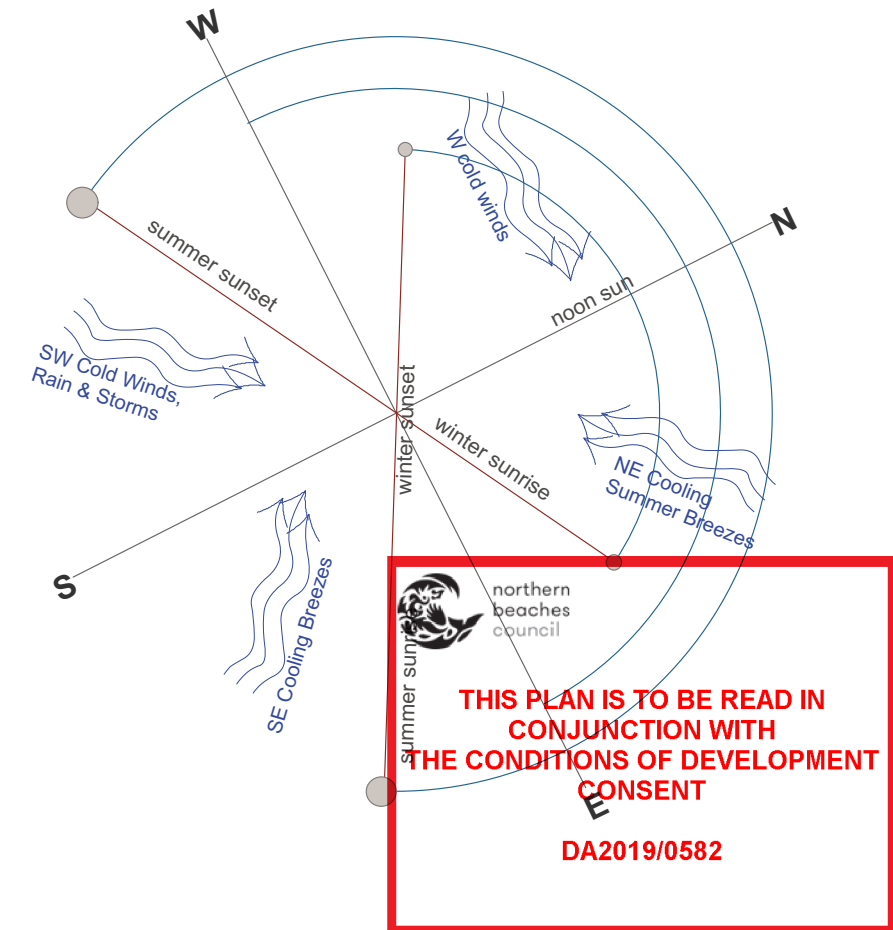 W
W cold winds
N
summer sunset
noon sun
SW Cold Winds,
Rain & Storms
winter sunset
winter sunrise
NE Cooling
Summer Breezes
S
SE Cooling Breezes
northern
beaches
council
summer sunrise
THIS PLAN IS TO BE READ IN
CONJUNCTION WITH
THE CONDITIONS OF DEVELOPMENT
CONSENT
E
DA2019/0582